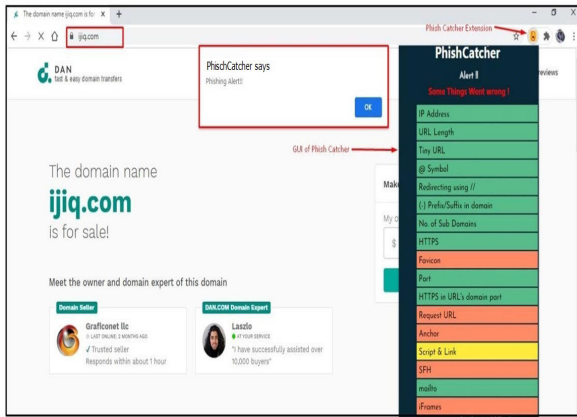 The domain name ijiq.com is for
ijiq.com
Phish Catcher Extension
DAN
fast & easy domain transfers
reviews
PhischCatcher says
Phishing Alert!!
OK
GUI of Phish Catcher
PhishCatcher
Alert !!
Some Things Went wrong !
IP Address
URL Length
Tiny URL
@ Symbol
Redirecting using //
(-) Prefix/Suffix in domain
No. of Sub Domains
HTTPS
Favicon
Port
HTTPS in URL's domain part
Request URL
Anchor
Script & Link
SFH
mailto
iFrames
The domain name
ijiq.com
is for sale!
Make
My o
$
Meet the owner and domain expert of this domain
Domain Seller
Graficonet llc
LAST ONLINE: 2 MONTHS AGO
✓ Trusted seller
Responds within about 1 hour
DAN.COM Domain Expert
Laszlo
AT YOUR SERVICE
"I have successfully assisted over
10,000 buyers"